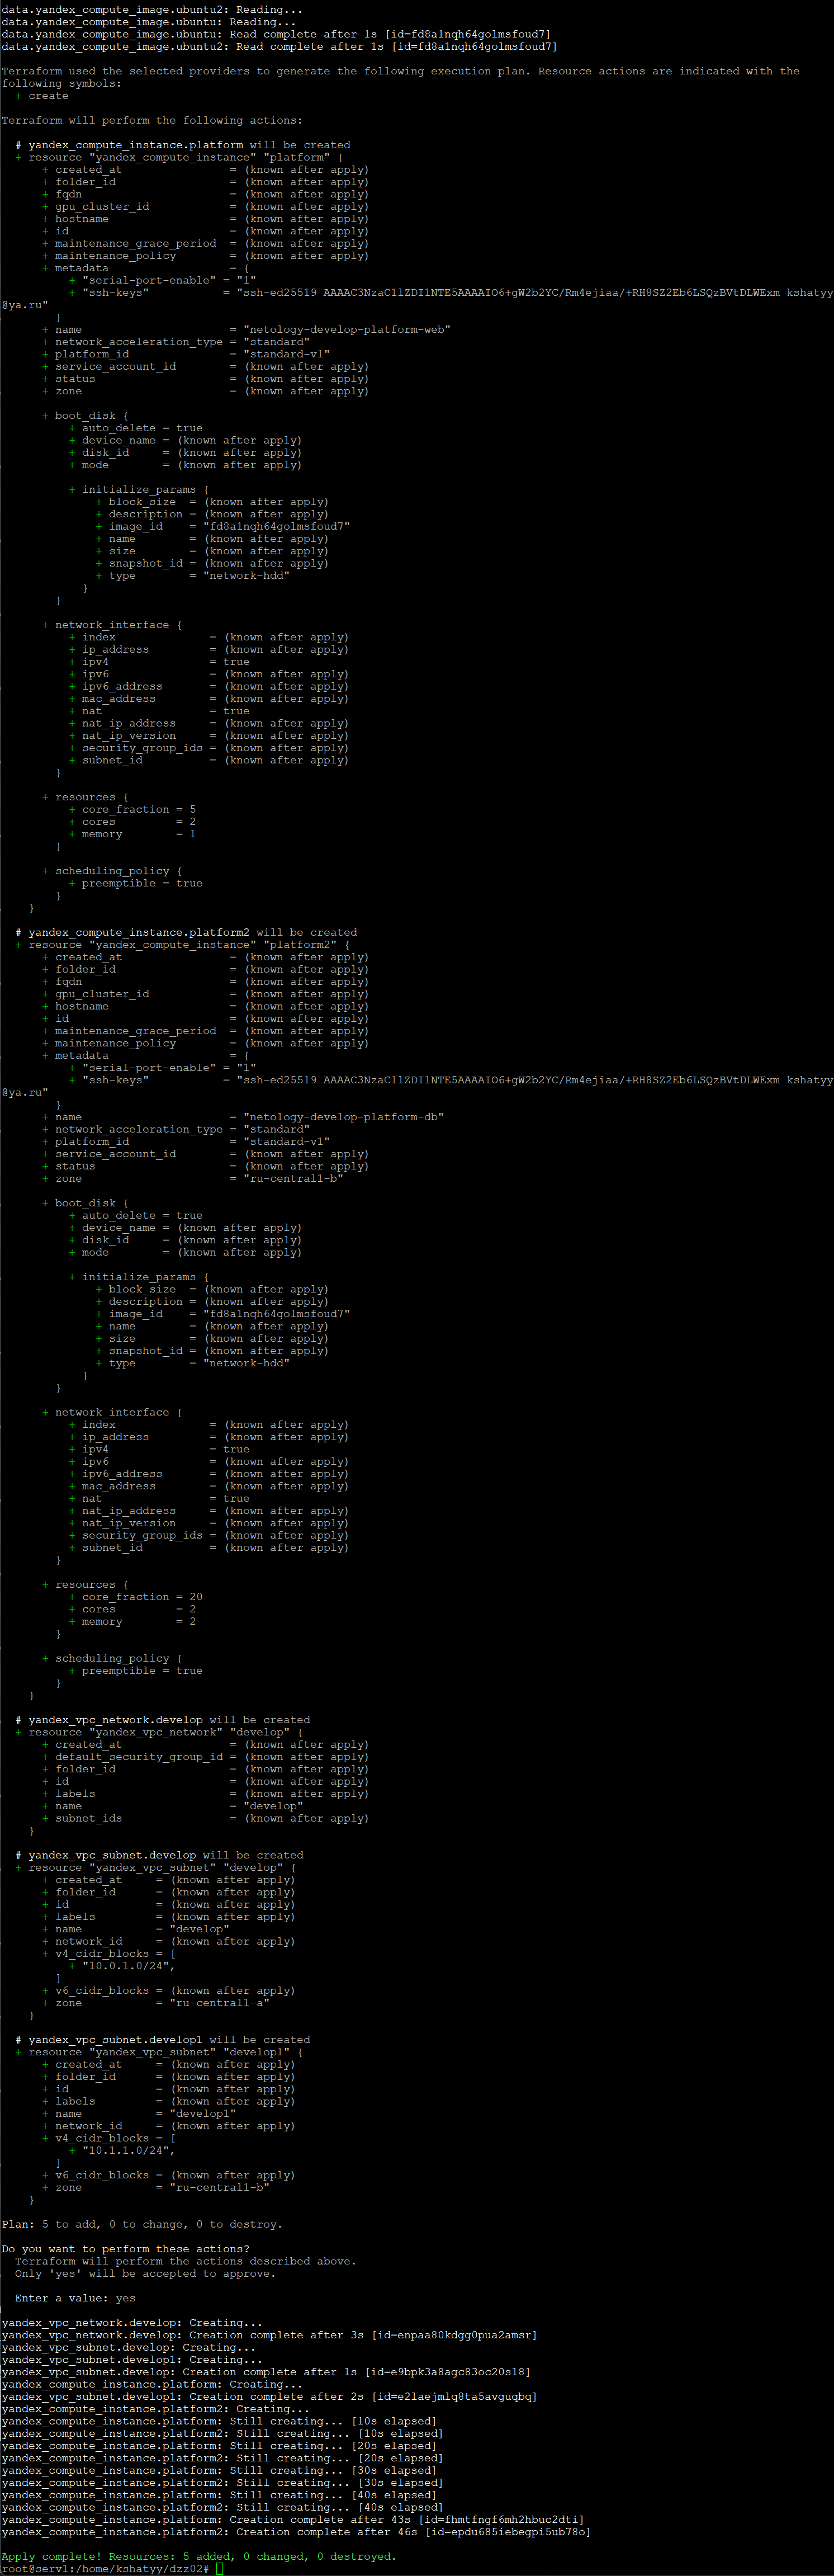 data.yandex_compute_image.ubuntu2: Reading...
data.yandex_compute_image.ubuntu: Reading...
data.yandex_compute_image.ubuntu: Read complete after 1s [id=fd8a1nqh64golmsfoud7]
data.yandex_compute_image.ubuntu2: Read complete after 1s [id=fd8a1nqh64golmsfoud7]

Terraform used the selected providers to generate the following execution plan. Resource actions are indicated with the
following symbols:
  + create

Terraform will perform the following actions:

  # yandex_compute_instance.platform will be created
  + resource "yandex_compute_instance" "platform" {
      + created_at                = (known after apply)
      + folder_id                 = (known after apply)
      + fqdn                      = (known after apply)
      + gpu_cluster_id            = (known after apply)
      + hostname                  = (known after apply)
      + id                        = (known after apply)
      + maintenance_grace_period  = (known after apply)
      + maintenance_policy        = (known after apply)
      + metadata                  = {
          + "serial-port-enable" = "1"
          + "ssh-keys"           = "ssh-ed25519 AAAAC3NzaC1lZDI1NTE5AAAAIO6+gW2b2YC/Rm4ejiaa/+RH8SZ2Eb6LSQzBVtDLWExm kshatyy
@ya.ru"
        }
      + name                      = "netology-develop-platform-web"
      + network_acceleration_type = "standard"
      + platform_id               = "standard-v1"
      + service_account_id        = (known after apply)
      + status                    = (known after apply)
      + zone                      = (known after apply)

      + boot_disk {
          + auto_delete = true
          + device_name = (known after apply)
          + disk_id     = (known after apply)
          + mode        = (known after apply)

          + initialize_params {
              + block_size  = (known after apply)
              + description = (known after apply)
              + image_id    = "fd8a1nqh64golmsfoud7"
              + name        = (known after apply)
              + size        = (known after apply)
              + snapshot_id = (known after apply)
              + type        = "network-hdd"
            }
        }

      + network_interface {
          + index              = (known after apply)
          + ip_address         = (known after apply)
          + ipv4               = true
          + ipv6               = (known after apply)
          + ipv6_address       = (known after apply)
          + mac_address        = (known after apply)
          + nat                = true
          + nat_ip_address     = (known after apply)
          + nat_ip_version     = (known after apply)
          + security_group_ids = (known after apply)
          + subnet_id          = (known after apply)
        }

      + resources {
          + core_fraction = 5
          + cores         = 2
          + memory        = 1
        }

      + scheduling_policy {
          + preemptible = true
        }
    }

  # yandex_compute_instance.platform2 will be created
  + resource "yandex_compute_instance" "platform2" {
      + created_at                = (known after apply)
      + folder_id                 = (known after apply)
      + fqdn                      = (known after apply)
      + gpu_cluster_id            = (known after apply)
      + hostname                  = (known after apply)
      + id                        = (known after apply)
      + maintenance_grace_period  = (known after apply)
      + maintenance_policy        = (known after apply)
      + metadata                  = {
          + "serial-port-enable" = "1"
          + "ssh-keys"           = "ssh-ed25519 AAAAC3NzaC1lZDI1NTE5AAAAIO6+gW2b2YC/Rm4ejiaa/+RH8SZ2Eb6LSQzBVtDLWExm kshatyy
@ya.ru"
        }
      + name                      = "netology-develop-platform-db"
      + network_acceleration_type = "standard"
      + platform_id               = "standard-v1"
      + service_account_id        = (known after apply)
      + status                    = (known after apply)
      + zone                      = "ru-central1-b"

      + boot_disk {
          + auto_delete = true
          + device_name = (known after apply)
          + disk_id     = (known after apply)
          + mode        = (known after apply)

          + initialize_params {
              + block_size  = (known after apply)
              + description = (known after apply)
              + image_id    = "fd8a1nqh64golmsfoud7"
              + name        = (known after apply)
              + size        = (known after apply)
              + snapshot_id = (known after apply)
              + type        = "network-hdd"
            }
        }

      + network_interface {
          + index              = (known after apply)
          + ip_address         = (known after apply)
          + ipv4               = true
          + ipv6               = (known after apply)
          + ipv6_address       = (known after apply)
          + mac_address        = (known after apply)
          + nat                = true
          + nat_ip_address     = (known after apply)
          + nat_ip_version     = (known after apply)
          + security_group_ids = (known after apply)
          + subnet_id          = (known after apply)
        }

      + resources {
          + core_fraction = 20
          + cores         = 2
          + memory        = 2
        }

      + scheduling_policy {
          + preemptible = true
        }
    }

  # yandex_vpc_network.develop will be created
  + resource "yandex_vpc_network" "develop" {
      + created_at                = (known after apply)
      + default_security_group_id = (known after apply)
      + folder_id                 = (known after apply)
      + id                        = (known after apply)
      + labels                    = (known after apply)
      + name                      = "develop"
      + subnet_ids                = (known after apply)
    }

  # yandex_vpc_subnet.develop will be created
  + resource "yandex_vpc_subnet" "develop" {
      + created_at     = (known after apply)
      + folder_id      = (known after apply)
      + id             = (known after apply)
      + labels         = (known after apply)
      + name           = "develop"
      + network_id     = (known after apply)
      + v4_cidr_blocks = [
          + "10.0.1.0/24",
        ]
      + v6_cidr_blocks = (known after apply)
      + zone           = "ru-central1-a"
    }

  # yandex_vpc_subnet.develop1 will be created
  + resource "yandex_vpc_subnet" "develop1" {
      + created_at     = (known after apply)
      + folder_id      = (known after apply)
      + id             = (known after apply)
      + labels         = (known after apply)
      + name           = "develop1"
      + network_id     = (known after apply)
      + v4_cidr_blocks = [
          + "10.1.1.0/24",
        ]
      + v6_cidr_blocks = (known after apply)
      + zone           = "ru-central1-b"
    }

Plan: 5 to add, 0 to change, 0 to destroy.

Do you want to perform these actions?
  Terraform will perform the actions described above.
  Only 'yes' will be accepted to approve.

  Enter a value: yes

yandex_vpc_network.develop: Creating...
yandex_vpc_network.develop: Creation complete after 3s [id=enpaa80kdgg0pua2amsr]
yandex_vpc_subnet.develop: Creating...
yandex_vpc_subnet.develop1: Creating...
yandex_vpc_subnet.develop: Creation complete after 1s [id=e9bpk3a8agc83oc20s18]
yandex_compute_instance.platform: Creating...
yandex_vpc_subnet.develop1: Creation complete after 2s [id=e2laejmlq8ta5avguqbq]
yandex_compute_instance.platform2: Creating...
yandex_compute_instance.platform: Still creating... [10s elapsed]
yandex_compute_instance.platform2: Still creating... [10s elapsed]
yandex_compute_instance.platform: Still creating... [20s elapsed]
yandex_compute_instance.platform2: Still creating... [20s elapsed]
yandex_compute_instance.platform: Still creating... [30s elapsed]
yandex_compute_instance.platform2: Still creating... [30s elapsed]
yandex_compute_instance.platform: Still creating... [40s elapsed]
yandex_compute_instance.platform2: Still creating... [40s elapsed]
yandex_compute_instance.platform: Creation complete after 43s [id=fhmtfngf6mh2hbuc2dti]
yandex_compute_instance.platform2: Creation complete after 46s [id=epdu685iebegpi5ub78o]

Apply complete! Resources: 5 added, 0 changed, 0 destroyed.
root@serv1:/home/kshatyy/dzz02#